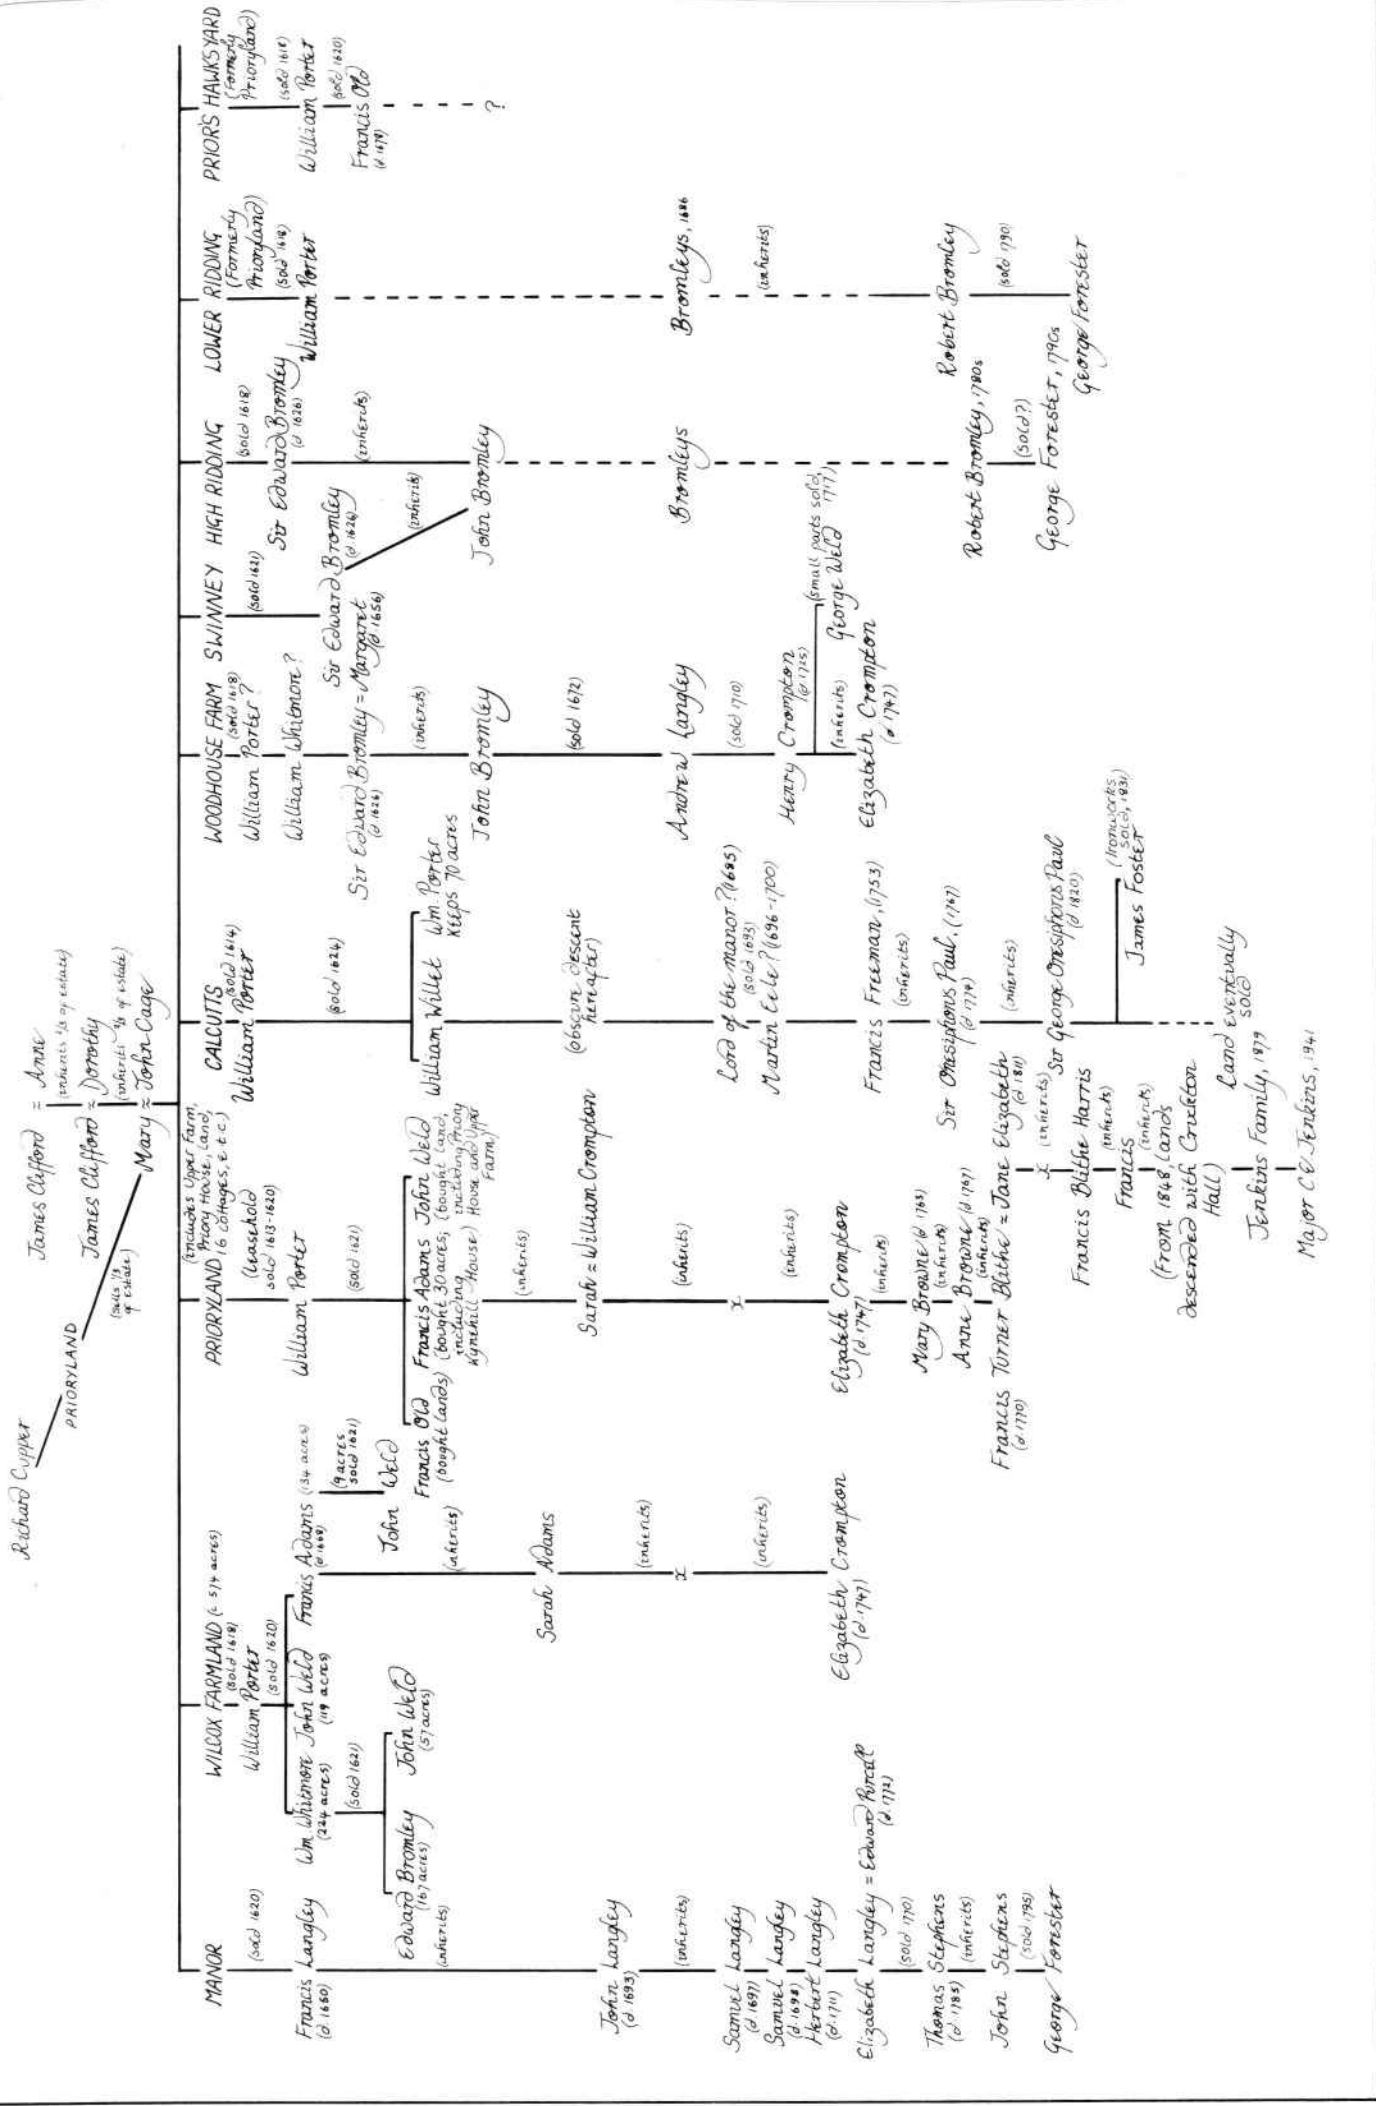 Richard Cupper
PRIORYLAND
James Clifford = Anne
(inherits ⅓ of estate)
James Clifford = Dorothy
(inherits ⅓ of estate)
(sells ⅓
of estate)
Mary = John Cage
MANOR
(sold 1620)
Francis Langley
(d. 1660)
(inherits)
John Langley
(d. 1693)
(inherits)
Samuel Langley
(d. 1697)
Samuel Langley
(d. 1698)
Herbert Langley
(d. 1711)
Elizabeth Langley = Edward Purcell
(d. 1772)
(sold 1770)
Thomas Stephens
(d. 1785)
(inherits)
John Stephens
(sold 1795)
George Forester
WILCOX FARMLAND (c. 574 acres)
(sold 1618)
William Porter
(sold 1620)
Wm. Whitmore
(224 acres)
John Weld
(119 acres)
Francis Adams (134 acres)
(d. 1668)
(sold 1621)
Edward Bromley
(167 acres)
John Weld
(57 acres)
(9 acres
sold 1621)
John Weld
(inherits)
Sarah Adams
(inherits)
x
(inherits)
Elizabeth Crompton
(d. 1747)
PRIORYLAND
(includes Upper Farm,
Priory House, land,
16 cottages, e.t.c.)
(Leasehold
sold 1613-1620)
William Porter
(sold 1621)
Francis Old
(bought lands)
Francis Adams
(bought 30 acres;
including
Kynehill House)
John Weld
(bought land,
including Priory
House and Upper
Farm)
(inherits)
Sarah = William Crompton
(inherits)
x
(inherits)
Elizabeth Crompton
(d. 1747)
(inherits)
Mary Browne (d 1763)
(inherits)
Anne Browne (d 1767)
(inherits)
Francis Turner Blithe = Jane Elizabeth
(d. 1770)
(d 1811)
x (inherits)
Francis Blithe Harris
(inherits)
Francis
(inherits)
(From 1868, lands
descended with Cruckton
Hall)
Jenkins Family, 1879
Major C E Jenkins, 1941
CALCUTTS
(sold 1614)
William Porter
(sold 1624)
William Willet
Wm. Porter
Keeps 70 acres
(obscure descent
hereafter)
Lord of the manor? (1685)
(sold 1693)
Martin Eele? (1696-1700)
Francis Freeman, (1753)
(inherits)
Sir Onesiphorus Paul, (1767)
(d. 1774)
(inherits)
Sir George Onesiphorus Paul
(d 1820)
(Ironworks
sold, 1831)
James Foster
Land eventually
sold
WOODHOUSE FARM
(sold 1618)
William Porter?
William Whitmore?
Sir Edward Bromley = Margaret
(d. 1626)
(d. 1656)
(inherits)
John Bromley
(sold 1672)
Andrew Langley
(sold 1710)
Henry Crompton
(d. 1725)
(small parts sold,
1717)
George Weld
(inherits)
Elizabeth Crompton
(d. 1747)
SWINNEY
(sold 1621)
Sir Edward Bromley
(d. 1626)
(inherits)
HIGH RIDDING
(sold 1618)
Sir Edward Bromley
(d 1626)
(inherits)
John Bromley
Bromleys
Robert Bromley, 1780s
(sold?)
George Forester, 1790s
LOWER RIDDING
(Formerly
Prioryland)
(sold 1618)
William Porter
Bromleys, 1686
(inherits)
Robert Bromley
(sold 1790)
George Forester
PRIOR'S HAWKSYARD
(Formerly
Prioryland)
(sold 1618)
William Porter
(sold 1620)
Francis Old
(d. 1679)
?